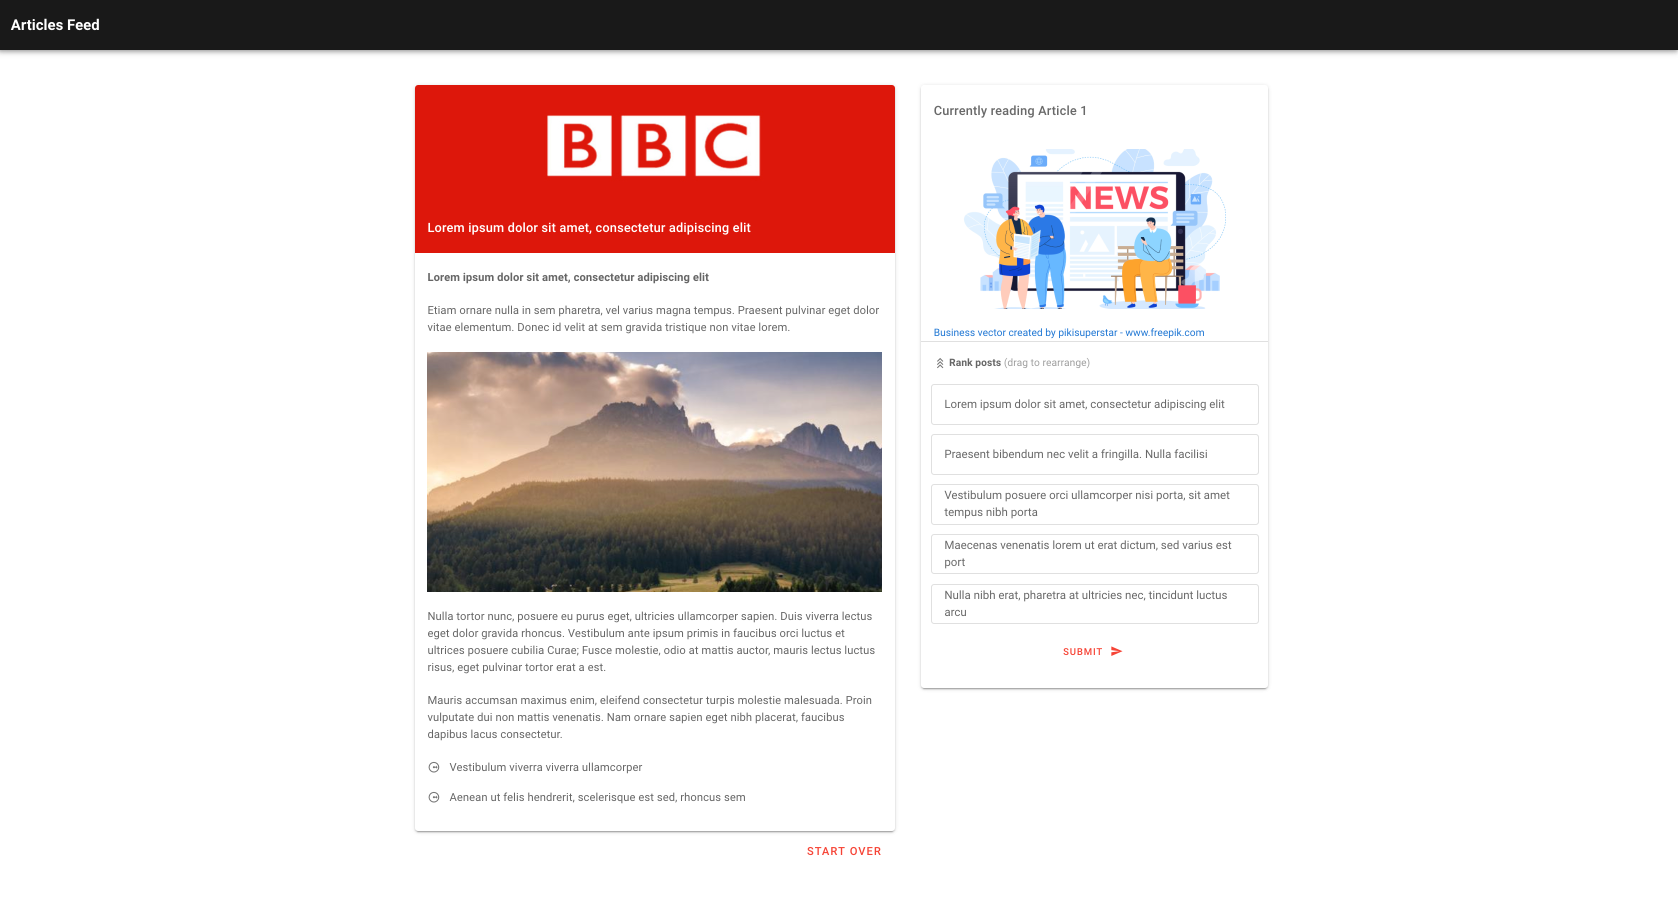 Articles Feed
BBC
Lorem ipsum dolor sit amet, consectetur adipiscing elit
Lorem ipsum dolor sit amet, consectetur adipiscing elit
Etiam ornare nulla in sem pharetra, vel varius magna tempus. Praesent pulvinar eget dolor
vitae elementum. Donec id velit at sem gravida tristique non vitae lorem.
Nulla tortor nunc, posuere eu purus eget, ultricies ullamcorper sapien. Duis viverra lectus
eget dolor gravida rhoncus. Vestibulum ante ipsum primis in faucibus orci luctus et
ultrices posuere cubilia Curae; Fusce molestie, odio at mattis auctor, mauris lectus luctus
risus, eget pulvinar tortor erat a est.
Mauris accumsan maximus enim, eleifend consectetur turpis molestie malesuada. Proin
vulputate dui non mattis venenatis. Nam ornare sapien eget nibh placerat, faucibus
dapibus lacus consectetur.
Vestibulum viverra viverra ullamcorper
Aenean ut felis hendrerit, scelerisque est sed, rhoncus sem
START OVER
Currently reading Article 1
NEWS
Business vector created by pikisuperstar - www.freepik.com
Rank posts (drag to rearrange)
Lorem ipsum dolor sit amet, consectetur adipiscing elit
Praesent bibendum nec velit a fringilla. Nulla facilisi
Vestibulum posuere orci ullamcorper nisi porta, sit amet
tempus nibh porta
Maecenas venenatis lorem ut erat dictum, sed varius est
port
Nulla nibh erat, pharetra at ultricies nec, tincidunt luctus
arcu
SUBMIT